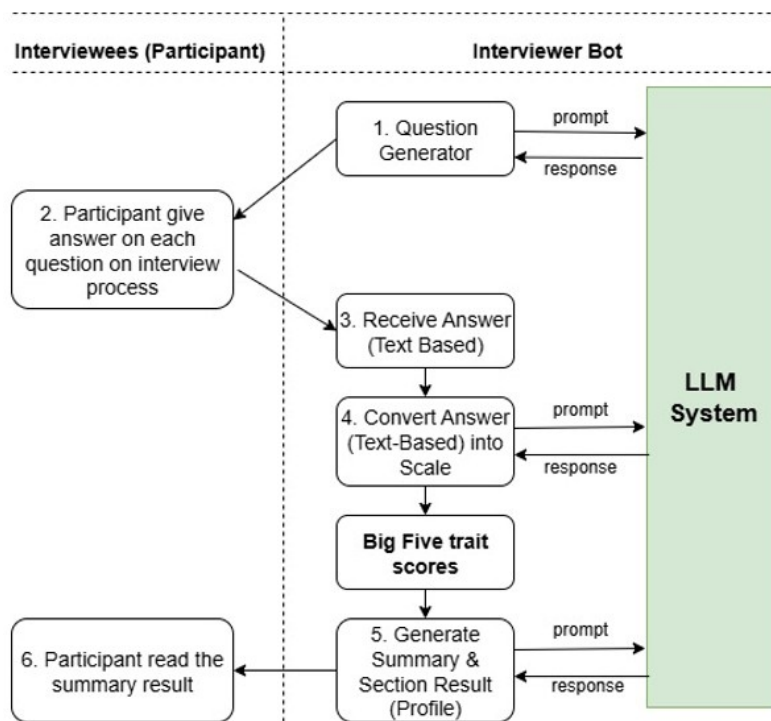 Interviewees (Participant)
Interviewer Bot
1. Question
Generator
prompt
response
2. Participant give
answer on each
question on interview
process
3. Receive Answer
(Text Based)
LLM
System
4. Convert Answer
(Text-Based) into
Scale
prompt
response
Big Five trait
scores
5. Generate
Summary &
Section Result
(Profile)
prompt
response
6. Participant read the
summary result